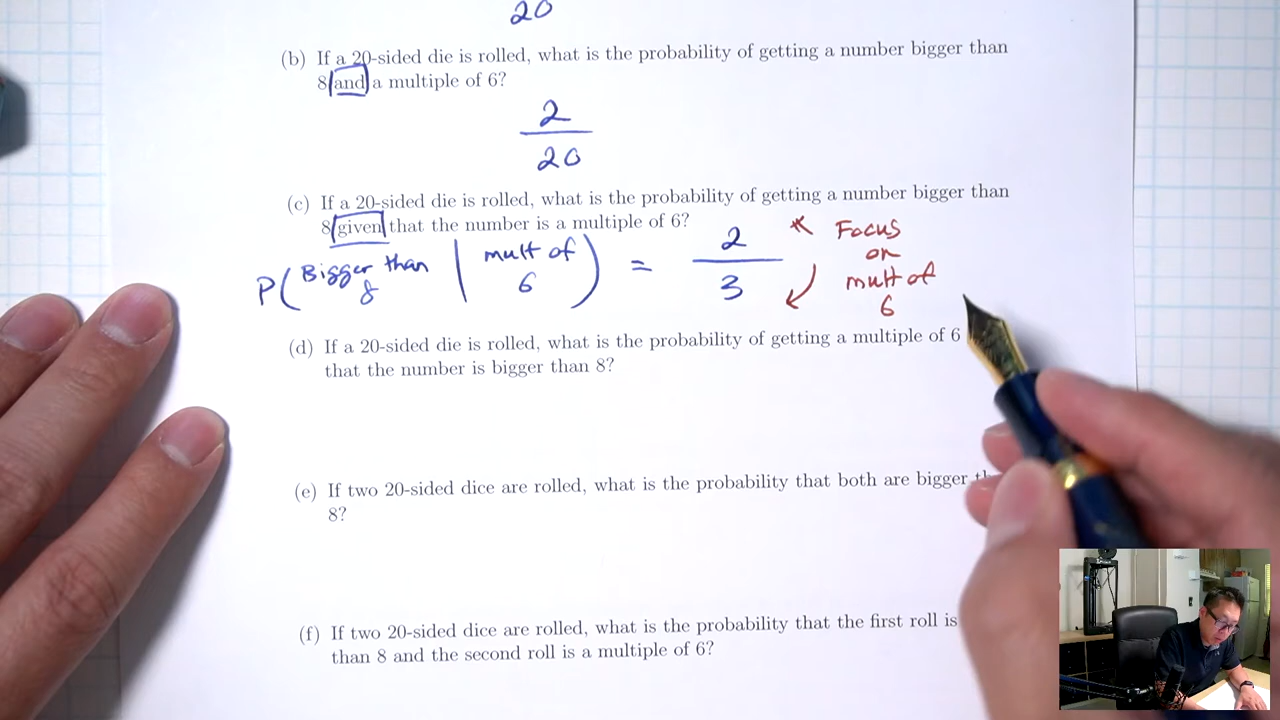 20
(b) If a 20-sided die is rolled, what is the probability of getting a number bigger than
8 and a multiple of 6?
2
20
(c) If a 20-sided die is rolled, what is the probability of getting a number bigger than
8 given that the number is a multiple of 6?
P( Bigger than 8 | mult of 6 ) = 2/3
* Focus
on
mult of
6
(d) If a 20-sided die is rolled, what is the probability of getting a multiple of 6
that the number is bigger than 8?
(e) If two 20-sided dice are rolled, what is the probability that both are bigger
8?
(f) If two 20-sided dice are rolled, what is the probability that the first roll is
than 8 and the second roll is a multiple of 6?